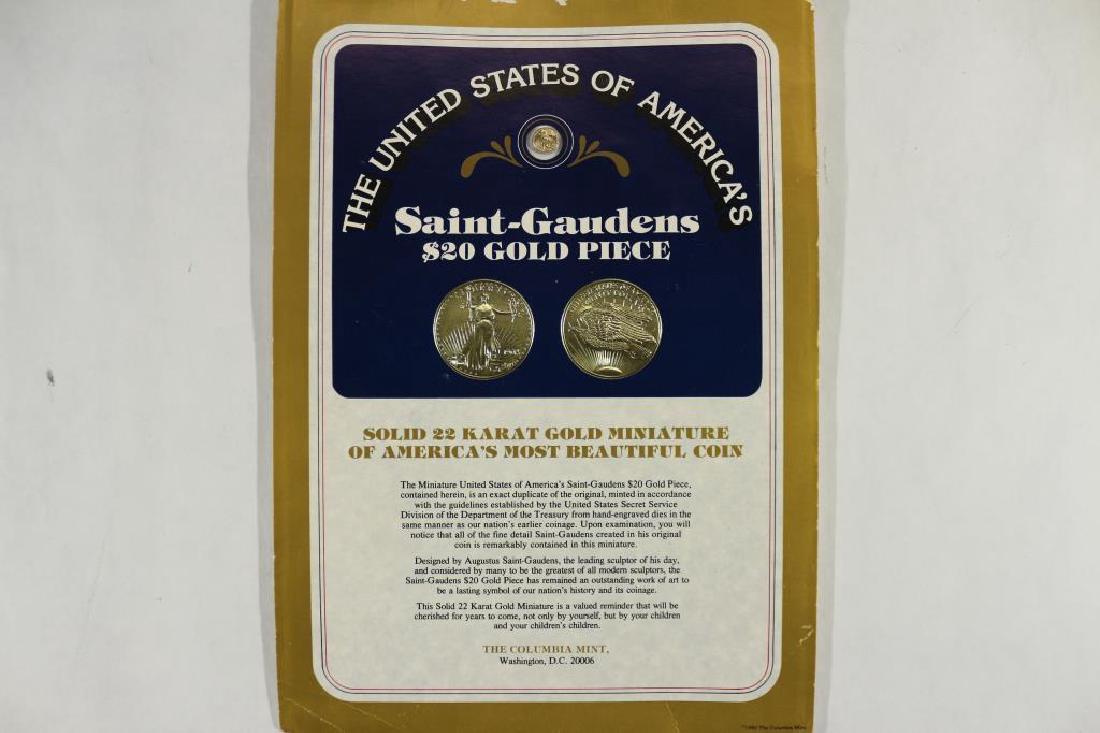 THE UNITED STATES OF AMERICA'S
Saint-Gaudens
$20 GOLD PIECE
SOLID 22 KARAT GOLD MINIATURE
OF AMERICA'S MOST BEAUTIFUL COIN
The Miniature United States of America's Saint-Gaudens $20 Gold Piece,
contained herein, is an exact duplicate of the original, minted in accordance
with the guidelines established by the United States Secret Service
Division of the Department of the Treasury from hand-engraved dies in the
same manner as our nation's earlier coinage. Upon examination, you will
notice that all of the fine detail Saint-Gaudens created in his original
coin is remarkably contained in this miniature.
Designed by Augustus Saint-Gaudens, the leading sculptor of his day,
and considered by many to be the greatest of all modern sculptors, the
Saint-Gaudens $20 Gold Piece has remained an outstanding work of art to
be a lasting symbol of our nation's history and its coinage.
This Solid 22 Karat Gold Miniature is a valued reminder that will be
cherished for years to come, not only by yourself, but by your children
and your children's children.
THE COLUMBIA MINT,
Washington, D.C. 20006
The Columbia Mint